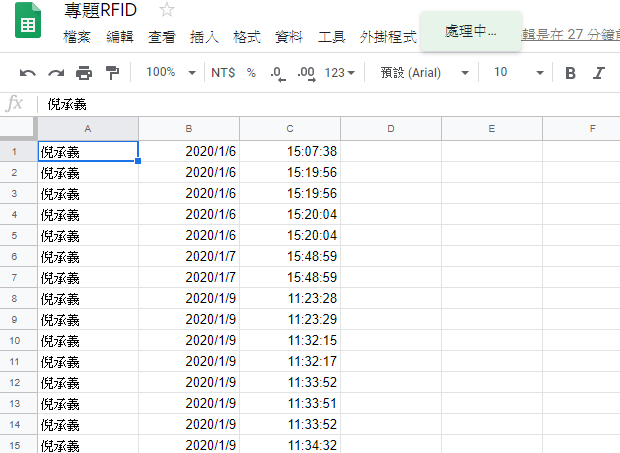 專題RFID
檔案 編輯 查看 插入 格式 資料 工具 外掛程式 處理中... 輯是在 27 分鐘
100% NT$ % .0 .00 123 預設 (Arial) 10 B I
fx 倪承義
A B C D E F
1 倪承義 2020/1/6 15:07:38
2 倪承義 2020/1/6 15:19:56
3 倪承義 2020/1/6 15:19:56
4 倪承義 2020/1/6 15:20:04
5 倪承義 2020/1/6 15:20:04
6 倪承義 2020/1/7 15:48:59
7 倪承義 2020/1/7 15:48:59
8 倪承義 2020/1/9 11:23:28
9 倪承義 2020/1/9 11:23:29
10 倪承義 2020/1/9 11:32:15
11 倪承義 2020/1/9 11:32:17
12 倪承義 2020/1/9 11:33:52
13 倪承義 2020/1/9 11:33:51
14 倪承義 2020/1/9 11:33:52
15 倪承義 2020/1/9 11:34:32